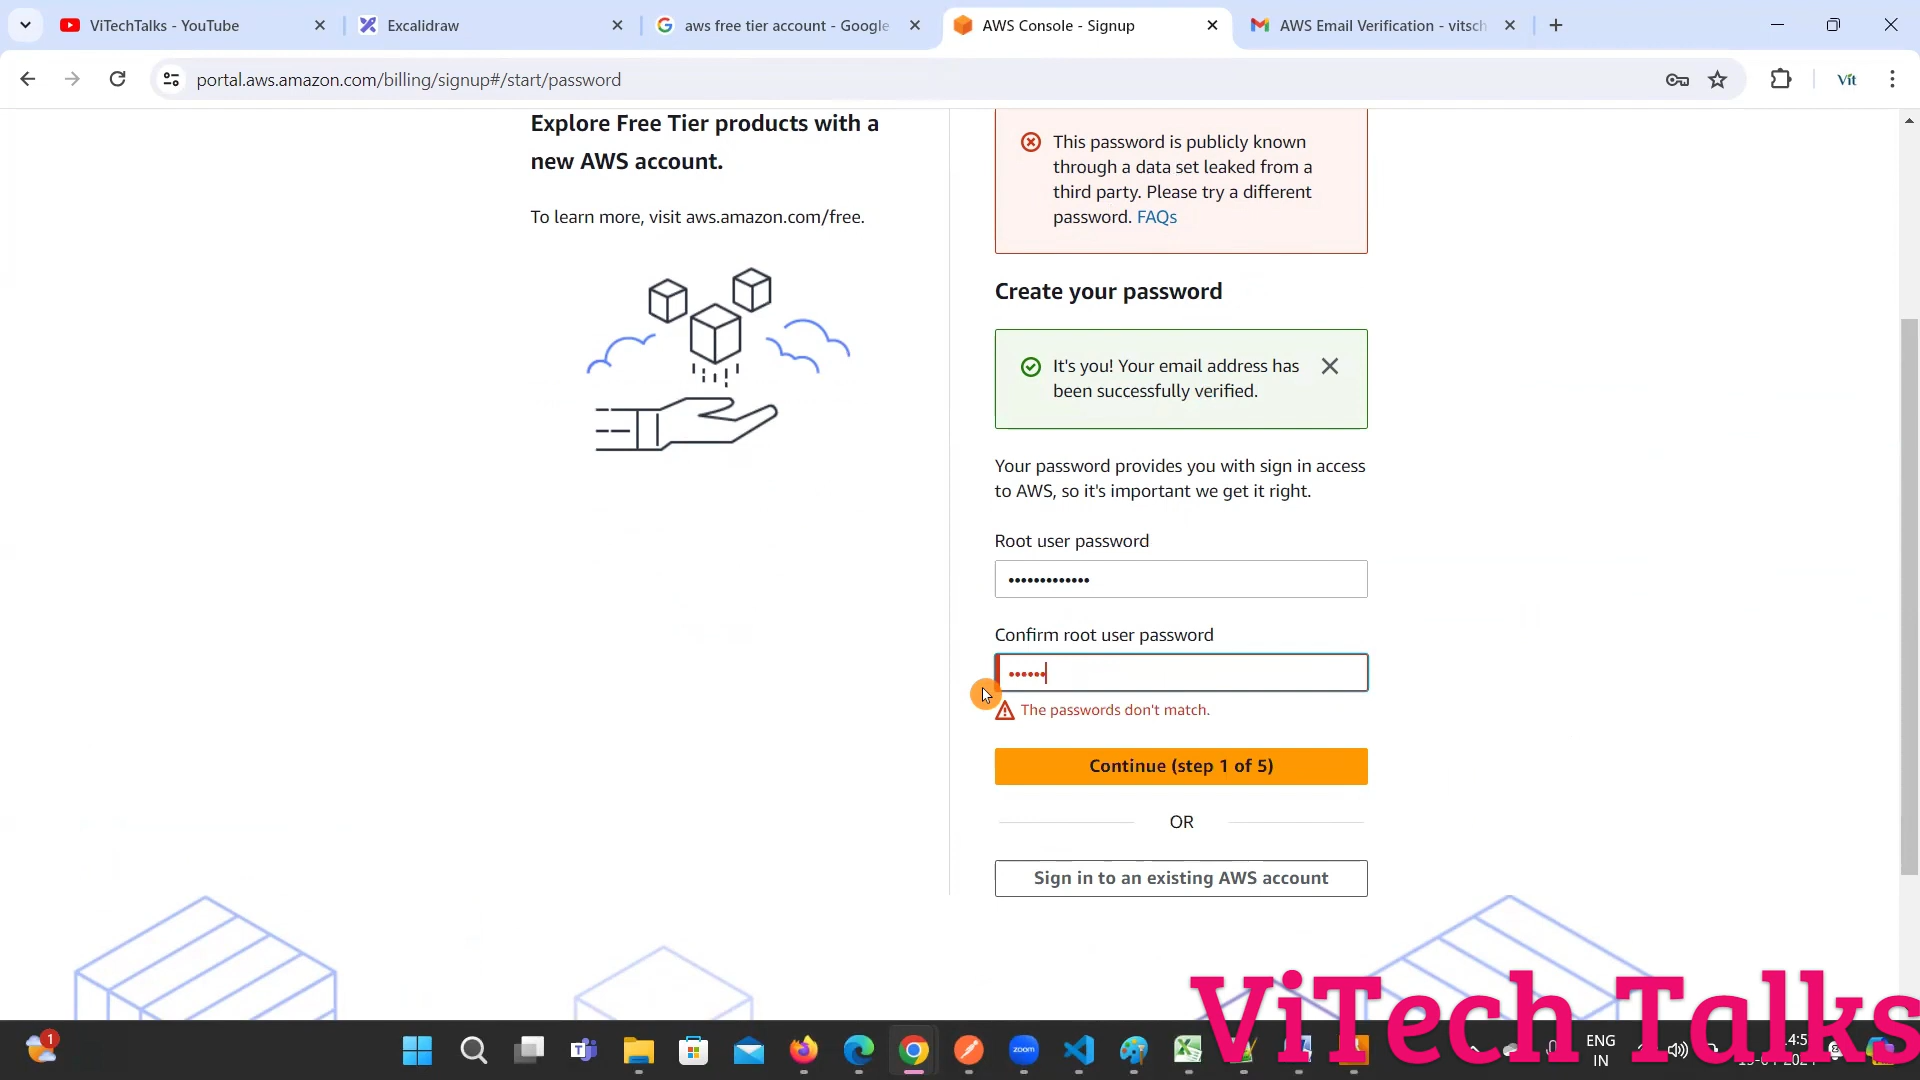 ViTechTalks - YouTube
Excalidraw
aws free tier account - Google
AWS Console - Signup
AWS Email Verification - vitsch
portal.aws.amazon.com/billing/signup#/start/password
Vit
Explore Free Tier products with a
new AWS account.
To learn more, visit aws.amazon.com/free.
This password is publicly known
through a data set leaked from a
third party. Please try a different
password. FAQs
Create your password
It's you! Your email address has
been successfully verified.
Your password provides you with sign in access
to AWS, so it's important we get it right.
Root user password
•••••••••••••
Confirm root user password
••••••
The passwords don't match.
Continue (step 1 of 5)
OR
Sign in to an existing AWS account
ViTech Talks
1
zoom
ENG
IN